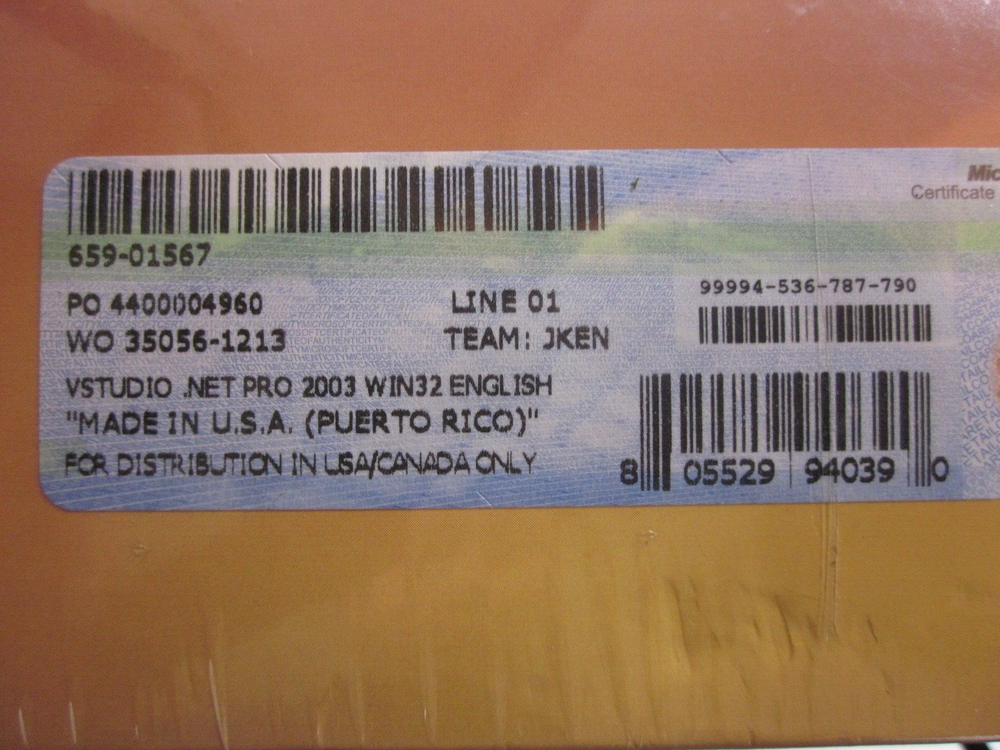 Mic
Certificate
659-01567
PO 4400004960 LINE 01
WO 35056-1213 TEAM: JKEN
99994-536-787-790
VSTUDIO .NET PRO 2003 WIN32 ENGLISH
"MADE IN U.S.A. (PUERTO RICO)"
FOR DISTRIBUTION IN USA/CANADA ONLY
8 05529 94039 0